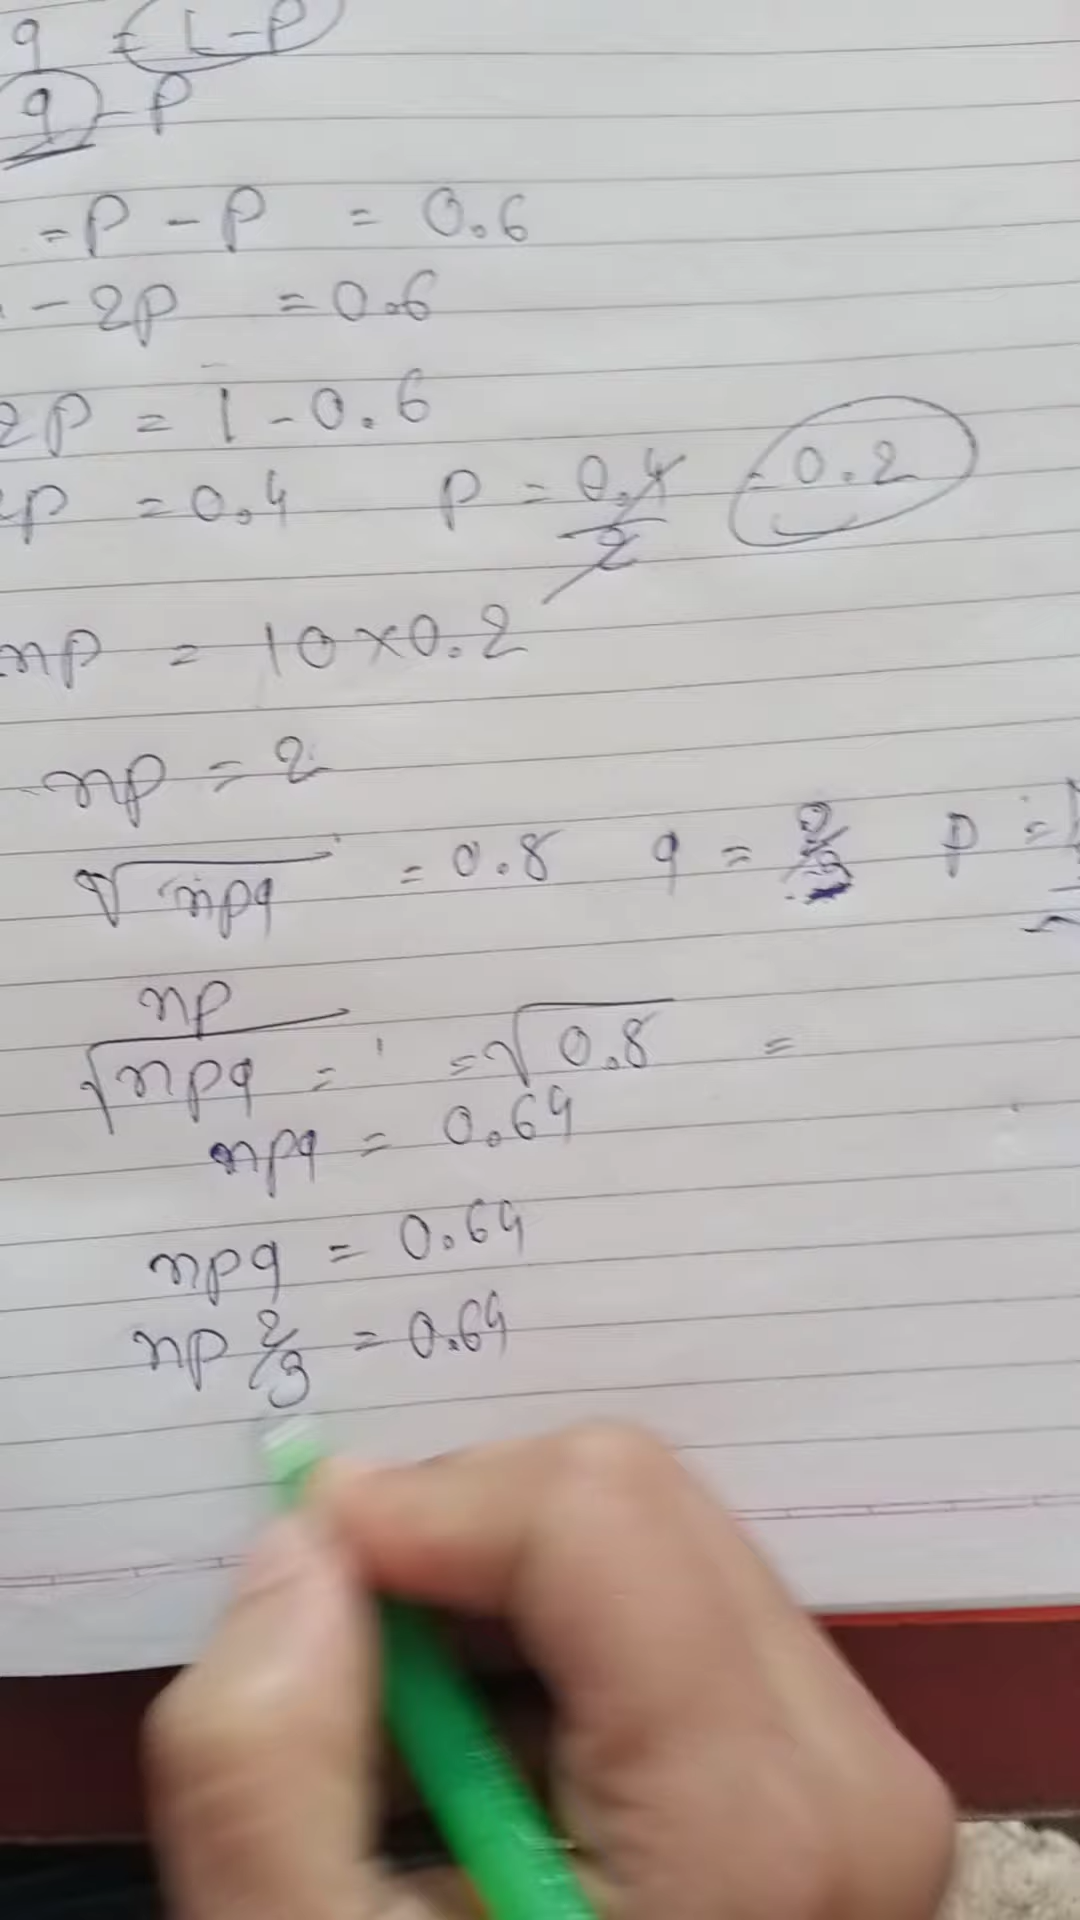 q = 1-P
q - P
= P - P = 0.6
- 2P = 0.6
2P = 1 - 0.6
2P = 0.4 P = 0.4/2 = 0.2
np = 10×0.2
np = 2
√npq = 0.8 q = P =
np
√npq = = √0.8 =
npq = 0.64
npq = 0.64
np 2/3 = 0.64